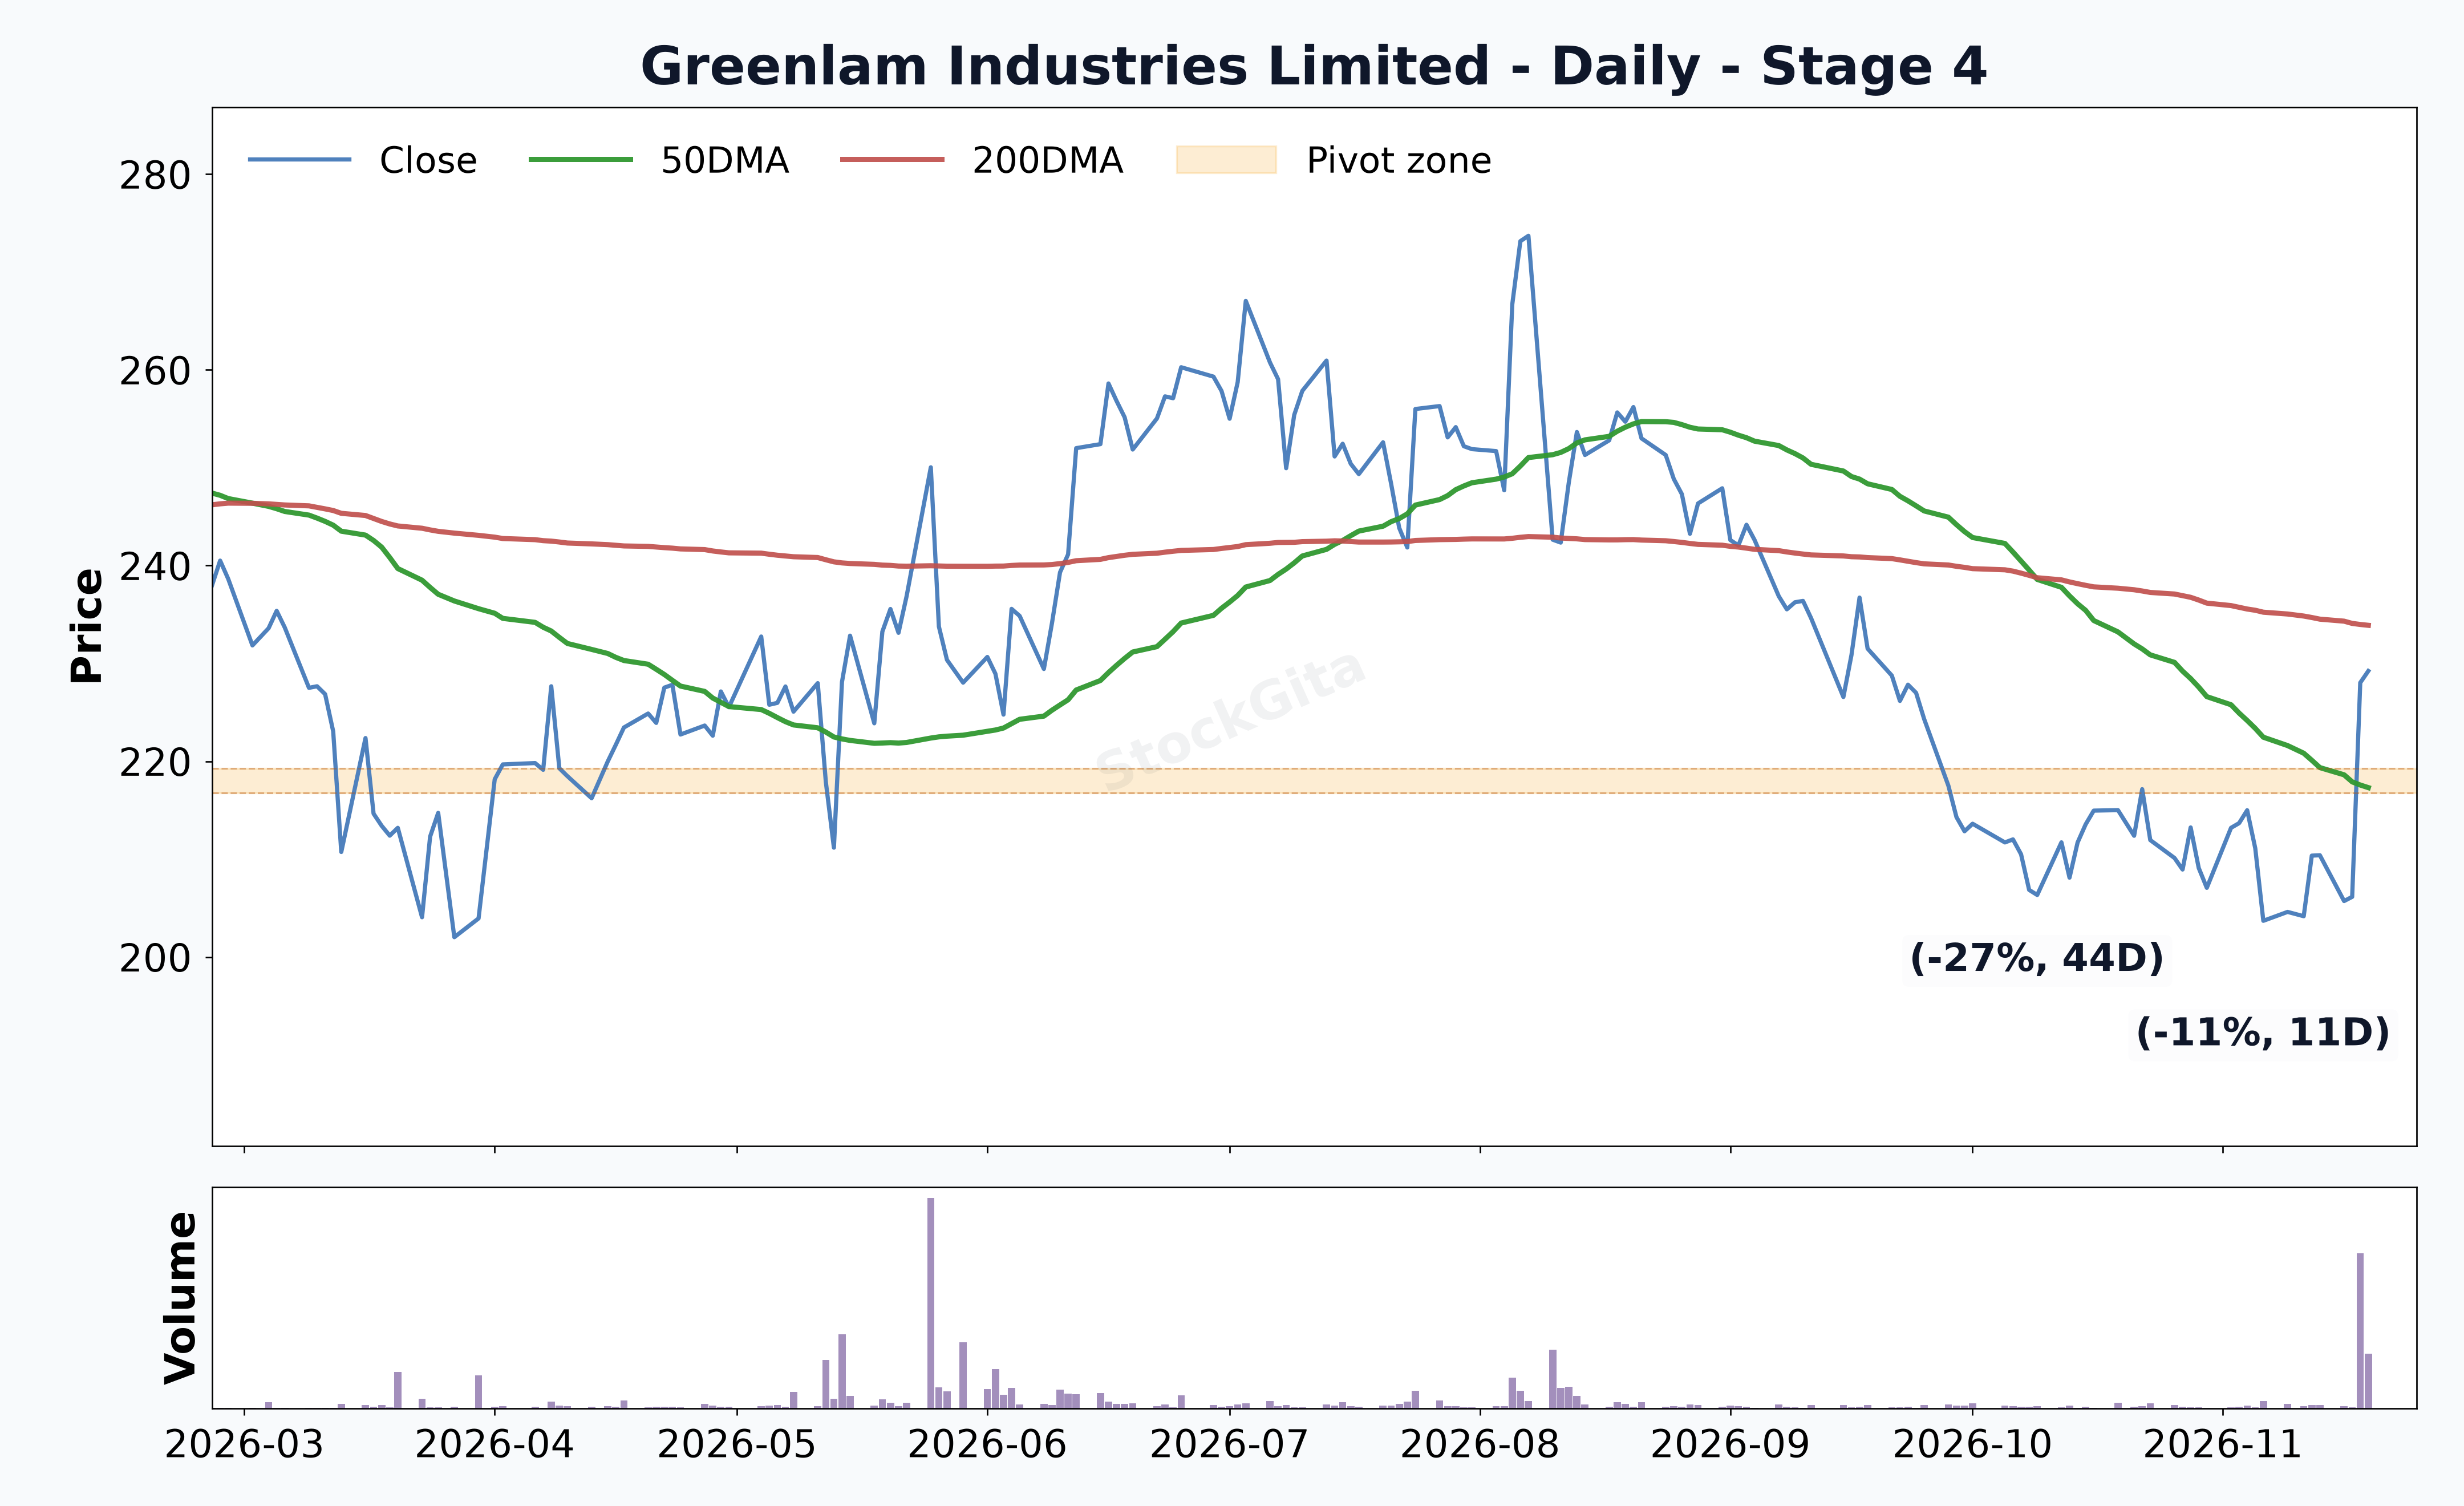 Greenlam Industries Limited - Daily - Stage 4
Close 50DMA 200DMA Pivot zone
280
260
240
220
200
Price
StockGita
(-27%, 44D)
(-11%, 11D)
Volume
2026-03 2026-04 2026-05 2026-06 2026-07 2026-08 2026-09 2026-10 2026-11